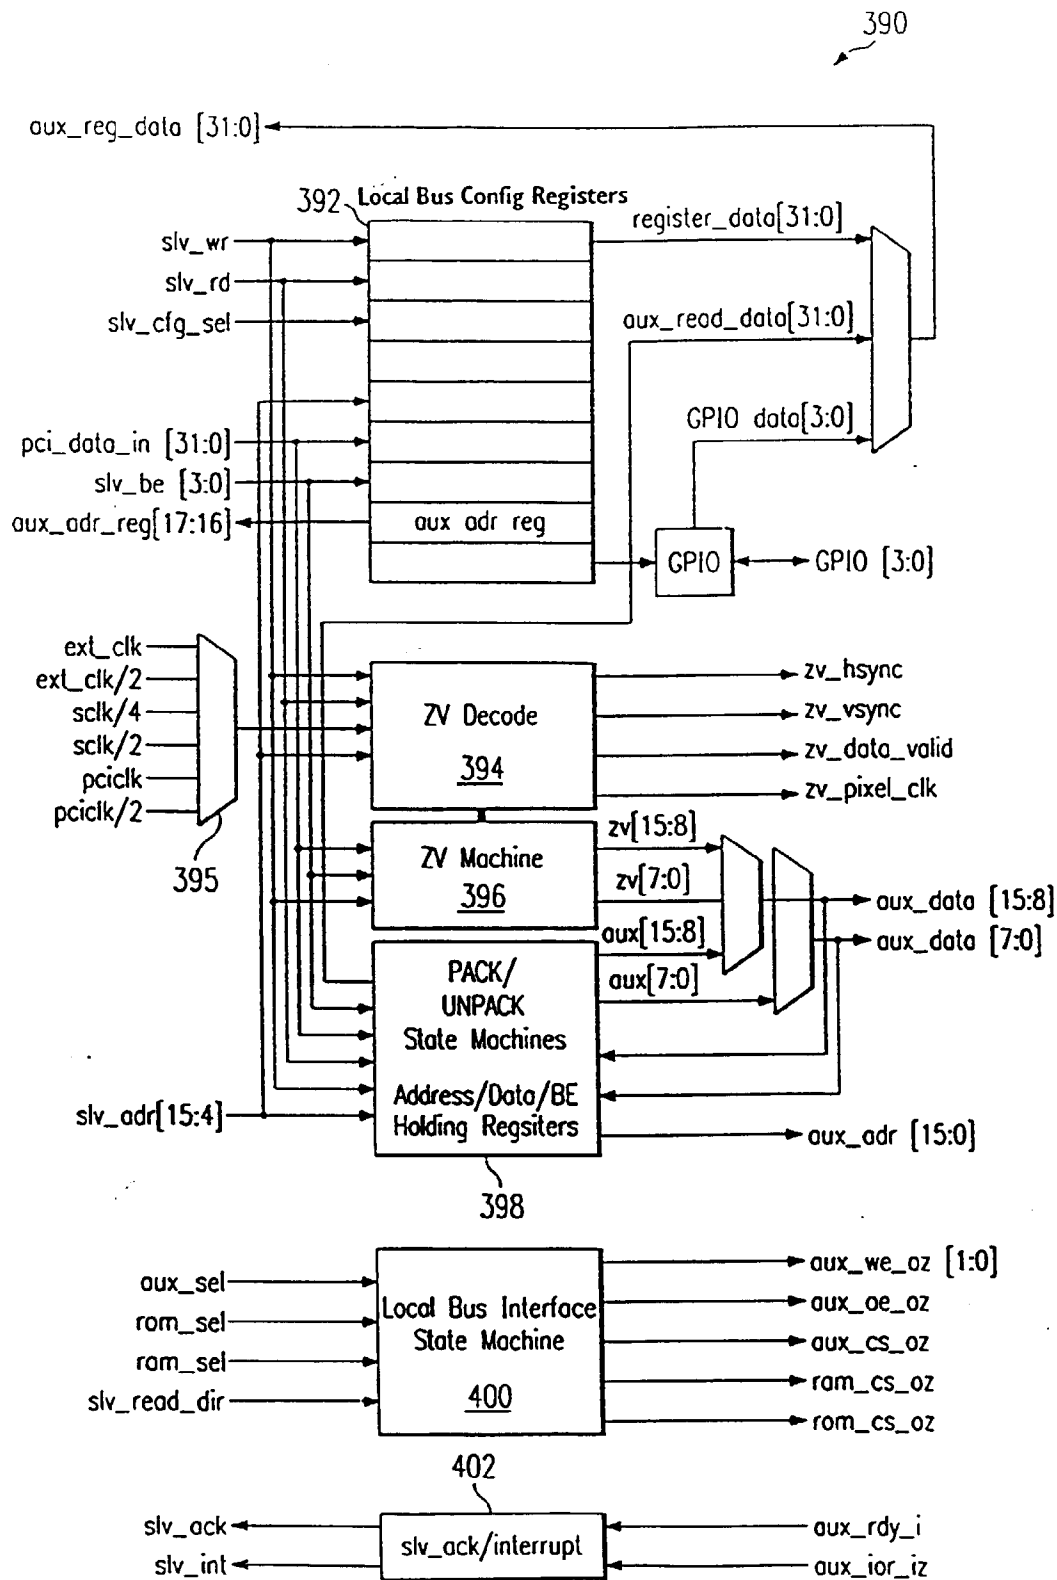 390
aux_reg_data [31:0]
392
Local Bus Config Registers
slv_wr
register_data[31:0]
slv_rd
slv_cfg_sel
aux_read_data[31:0]
GPIO data[3:0]
pci_data_in [31:0]
slv_be [3:0]
aux_adr_reg[17:16]
aux adr reg
GPIO
GPIO [3:0]
ext_clk
ext_clk/2
sclk/4
sclk/2
pciclk
pciclk/2
395
ZV Decode
394
zv_hsync
zv_vsync
zv_data_valid
zv_pixel_clk
ZV Machine
396
zv[15:8]
zv[7:0]
aux[15:8]
aux[7:0]
aux_data [15:8]
aux_data [7:0]
PACK/
UNPACK
State Machines
Address/Data/BE
Holding Regsiters
slv_adr[15:4]
aux_adr [15:0]
398
aux_sel
rom_sel
ram_sel
slv_read_dir
Local Bus Interface
State Machine
400
aux_we_oz [1:0]
aux_oe_oz
aux_cs_oz
ram_cs_oz
rom_cs_oz
402
slv_ack
slv_int
slv_ack/interrupt
aux_rdy_i
aux_ior_iz